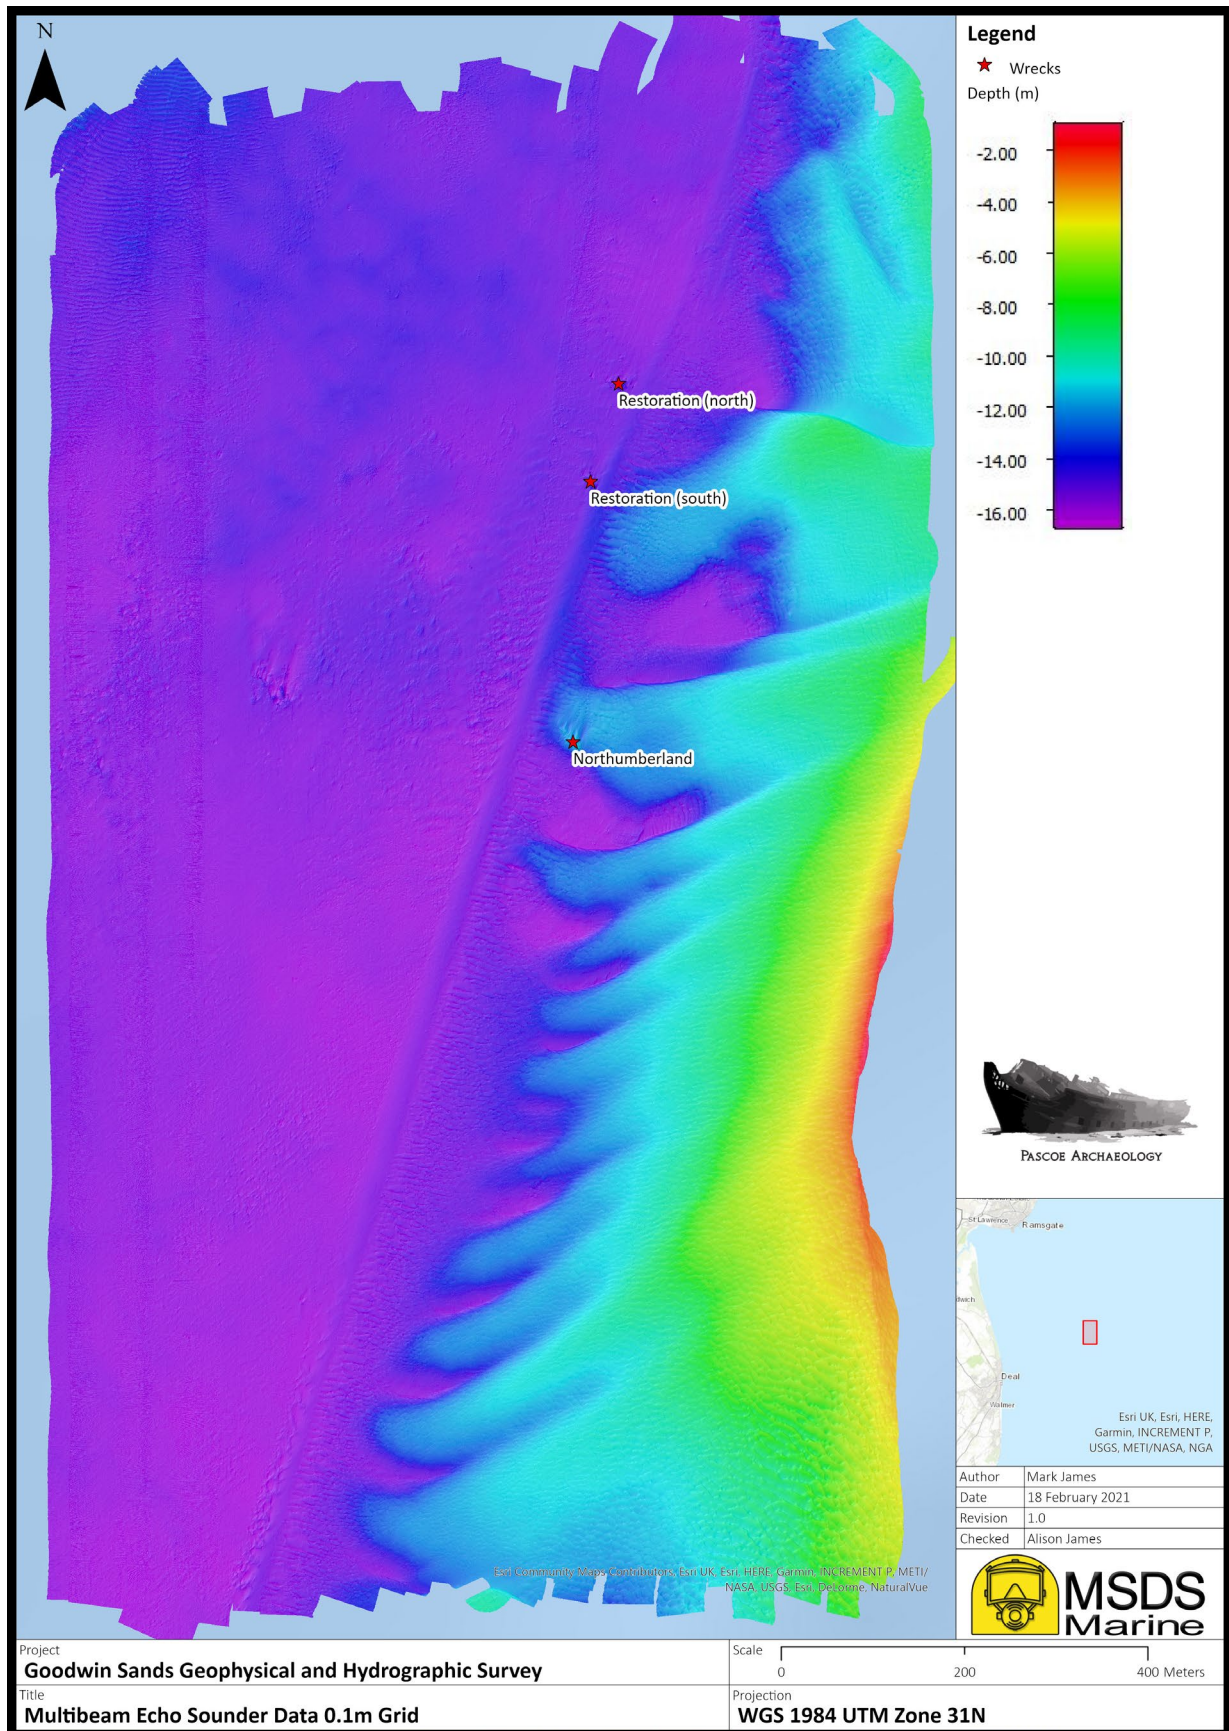 N
Legend
Wrecks
Depth (m)
-2.00
-4.00
-6.00
-8.00
-10.00
-12.00
-14.00
-16.00
Restoration (north)
Restoration (south)
Northumberland
PASCOE ARCHAEOLOGY
St Lawrence
Ramsgate
dwich
Deal
Walmer
Esri UK, Esri, HERE,
Garmin, INCREMENT P,
USGS, METI/NASA, NGA
Author Mark James
Date 18 February 2021
Revision 1.0
Checked Alison James
Esri Community Maps Contributors, Esri UK, Esri, HERE, Garmin, INCREMENT P, METI/
NASA, USGS, Esri, DeLorme, NaturalVue
MSDS
Marine
Project
Goodwin Sands Geophysical and Hydrographic Survey
Scale
0 200 400 Meters
Title
Multibeam Echo Sounder Data 0.1m Grid
Projection
WGS 1984 UTM Zone 31N